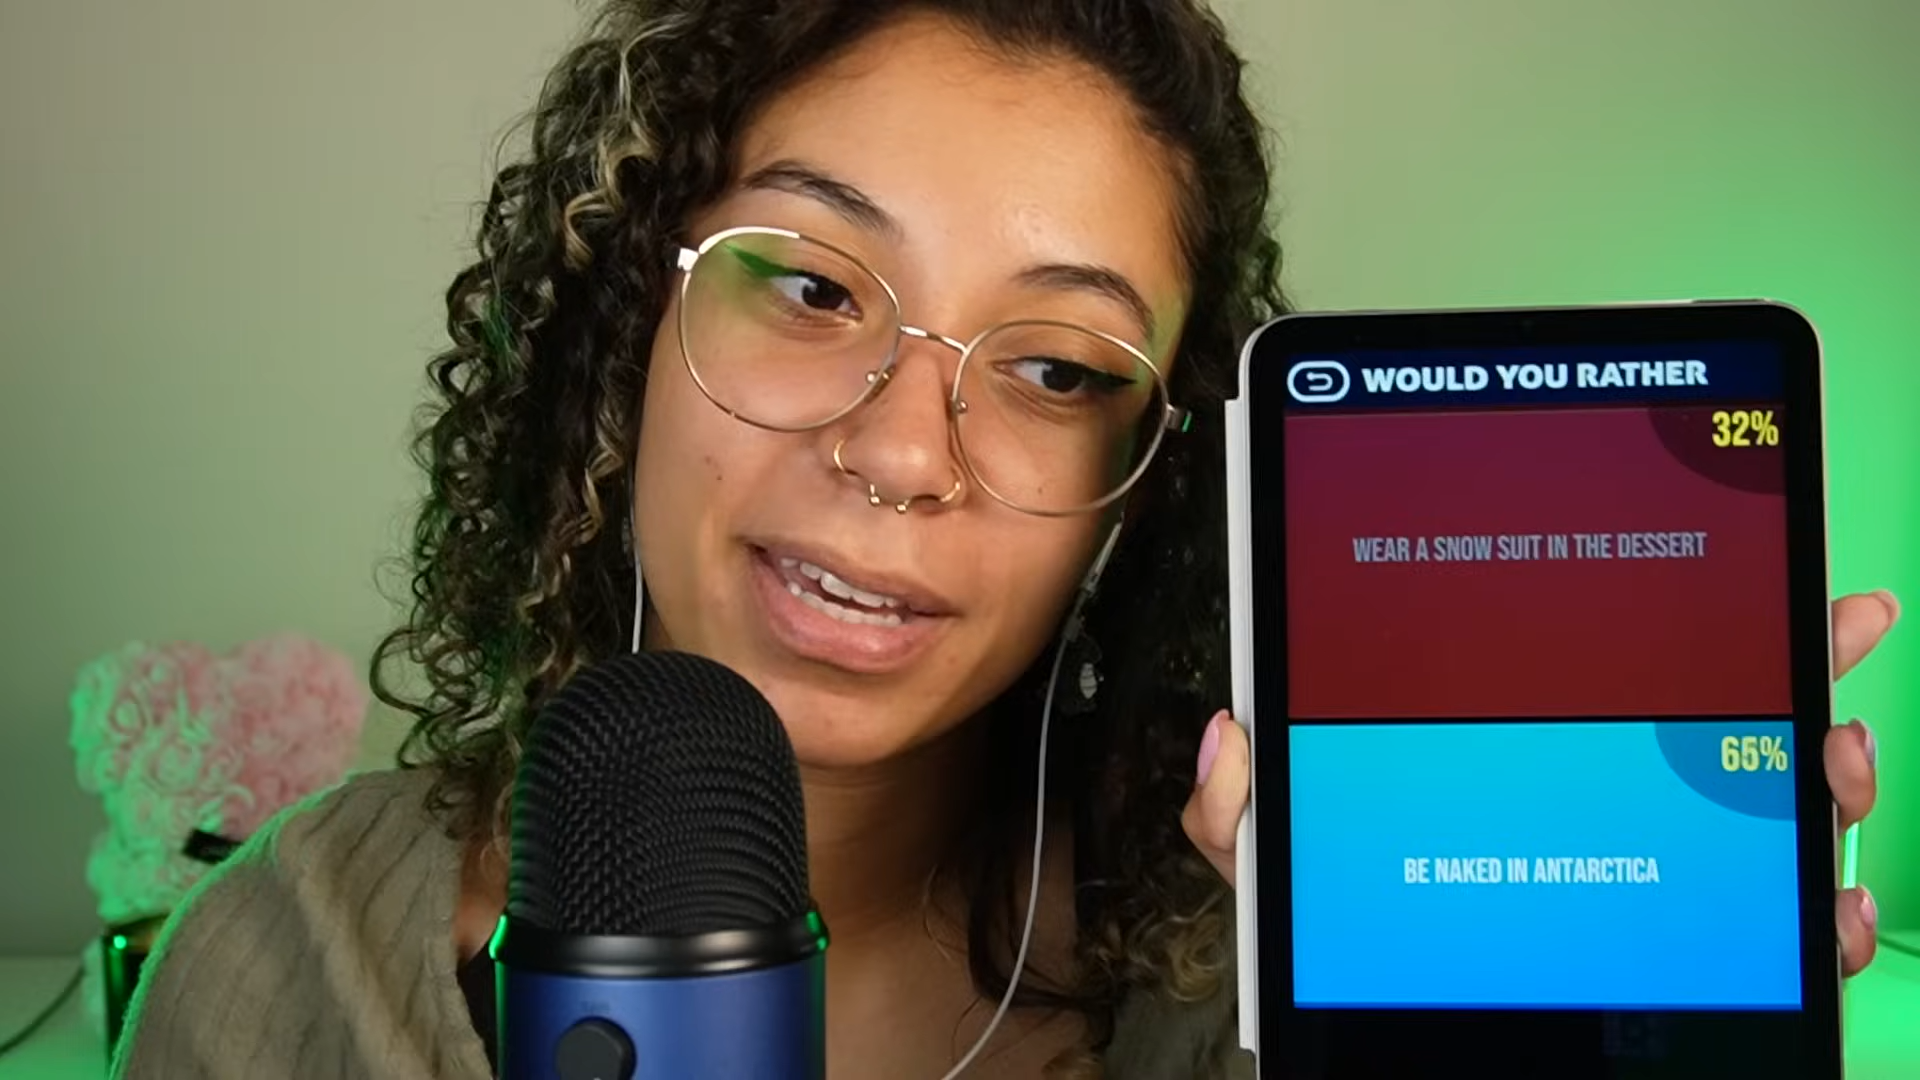 WOULD YOU RATHER
32%
WEAR A SNOW SUIT IN THE DESSERT
65%
BE NAKED IN ANTARCTICA